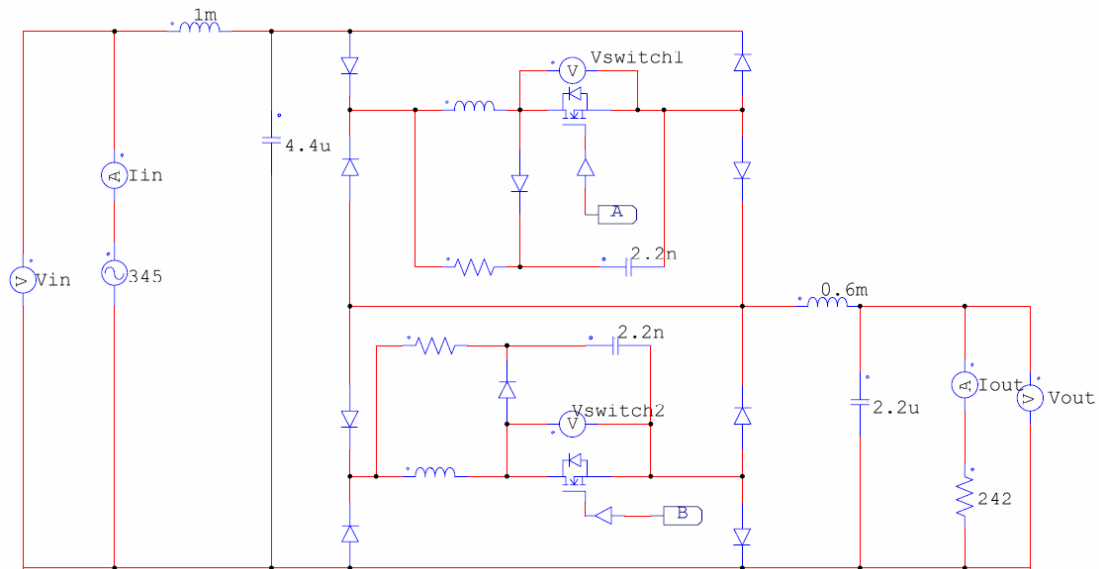 1m
Vswitch1
4.4u
Iin
A
A
2.2n
Vin
V
345
V
0.6m
2.2n
Vswitch2
V
2.2u
A
Iout
V
Vout
B
242